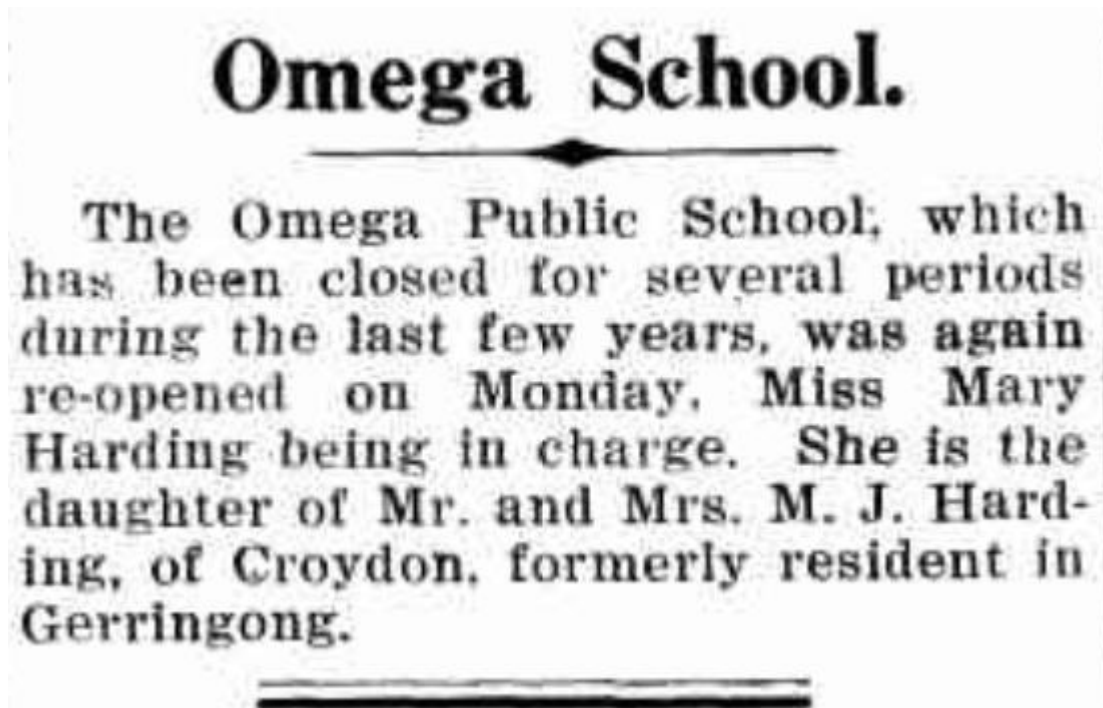 Omega School.
The Omega Public School, which
has been closed for several periods
during the last few years, was again
re-opened on Monday, Miss Mary
Harding being in charge. She is the
daughter of Mr. and Mrs. M. J. Hard-
ing, of Croydon, formerly resident in
Gerringong.